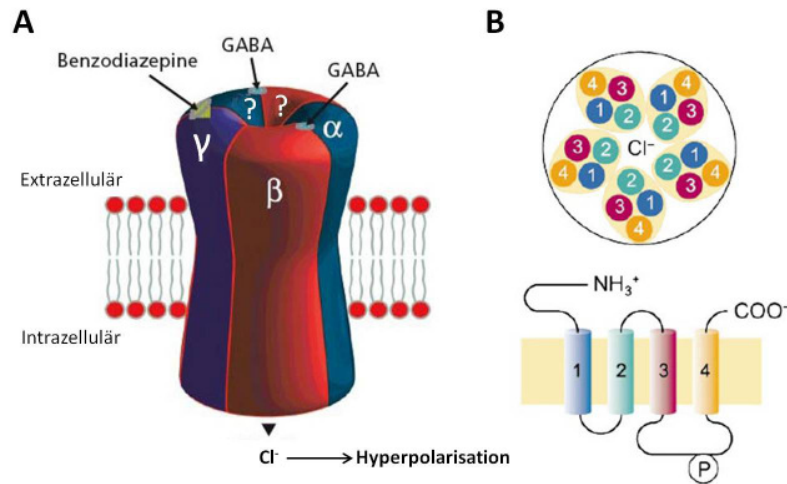 A
GABA
Benzodiazepine
GABA
? ?
γ
α
β
Extrazellulär
Intrazellulär
Cl⁻ Hyperpolarisation
B
4 3 1 2
4 1 3 2
3 2 4 1
Cl⁻
1 2 3 4
2 1 3 4
NH₃⁺
COO⁻
1 2 3 4
P